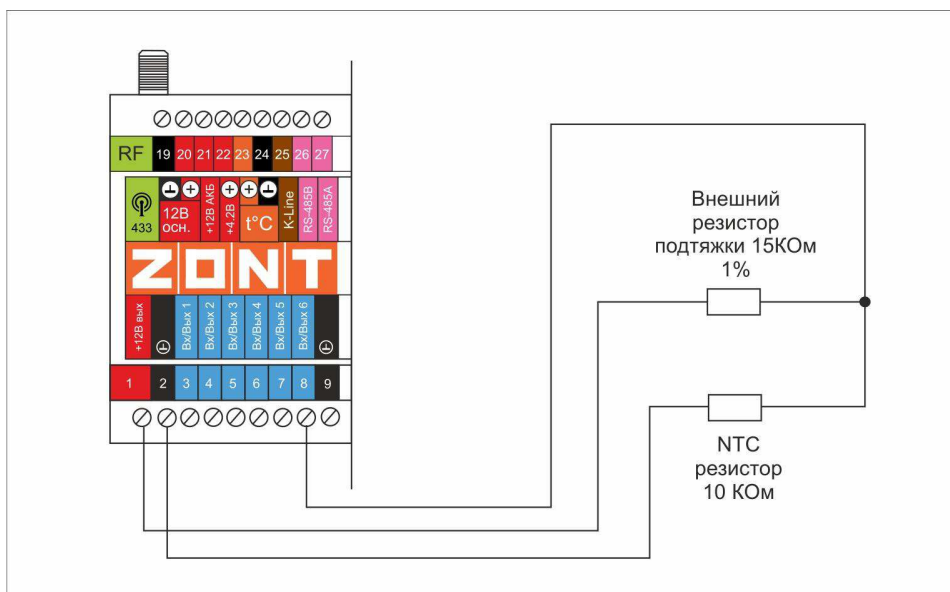 RF 19 20 21 22 23 24 25 26 27
433
12В
осн.
+12В АКБ
+4.2В
t°C
K-Line
RS-485B
RS-485A
ZONT
+12В вых
Вх/Вых 1
Вх/Вых 2
Вх/Вых 3
Вх/Вых 4
Вх/Вых 5
Вх/Вых 6
1 2 3 4 5 6 7 8 9
Внешний
резистор
подтяжки 15КОм
1%
NTC
резистор
10 КОм